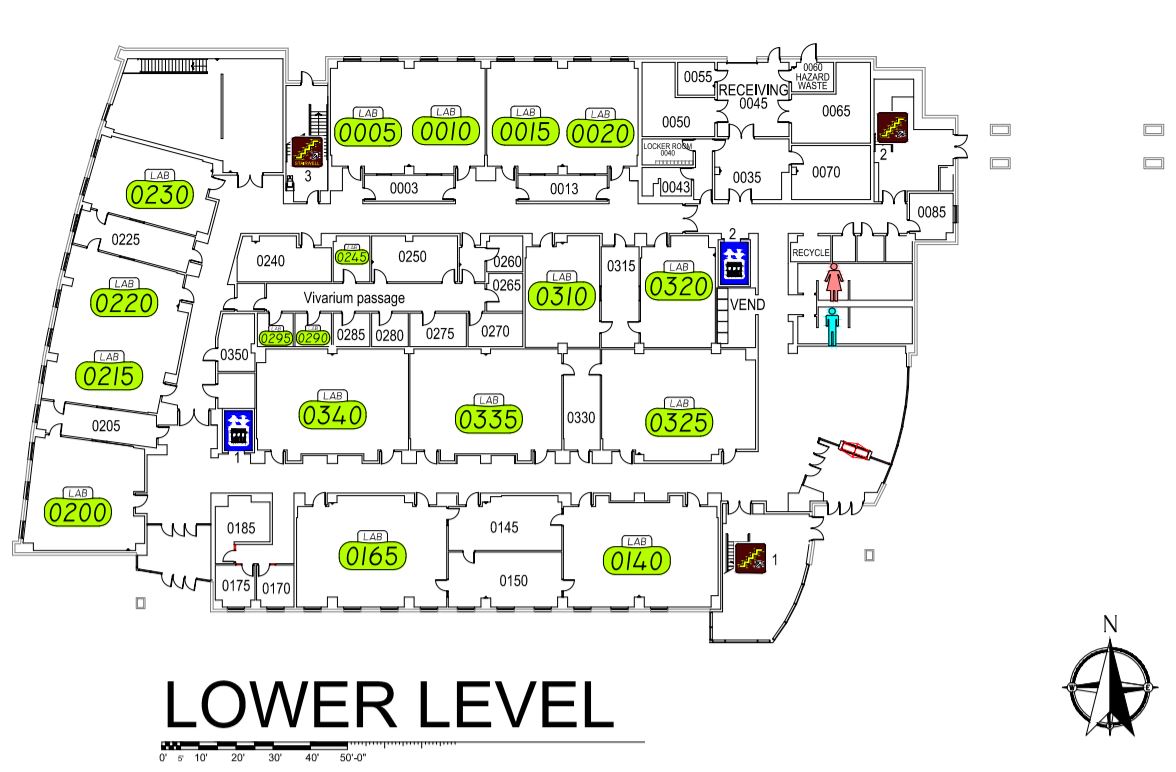 0055
RECEIVING
0045
0060
HAZARD
WASTE
0065
0050
LAB
0005
LAB
0010
LAB
0015
LAB
0020
STAIRWELL
3
2
LOCKER ROOM
0040
0043
0035
0070
0003
0013
0085
LAB
0230
0225
LAB
0220
LAB
0215
0205
LAB
0200
0240
LAB
0245
0250
0260
0265
Vivarium passage
LAB
0295
LAB
0290
0285
0280
0275
0270
LAB
0310
0315
LAB
0320
2
VEND
RECYCLE
0350
1
LAB
0340
LAB
0335
0330
LAB
0325
0185
0175
0170
LAB
0165
0145
0150
LAB
0140
1
N
W
E
S
LOWER LEVEL
0' 5' 10' 20' 30' 40' 50'-0"